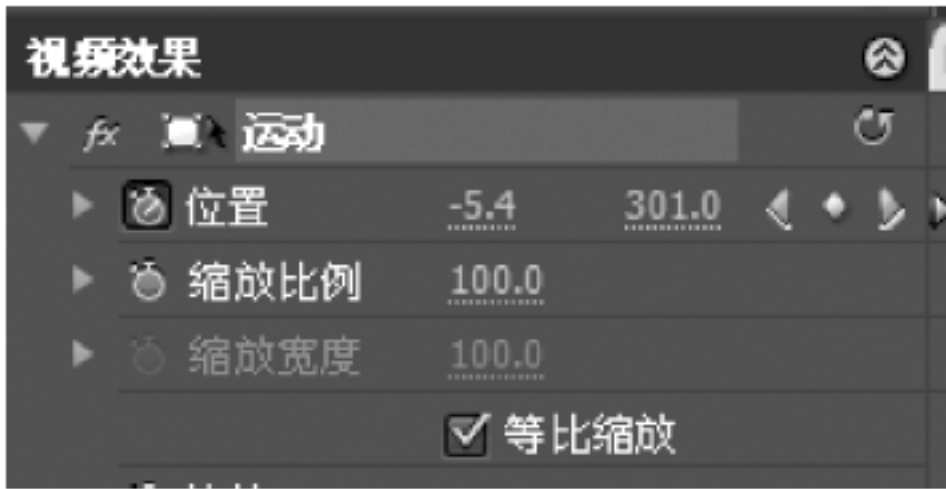 视频效果
fx 运动
位置 -5.4 301.0
缩放比例 100.0
缩放宽度 100.0
等比缩放